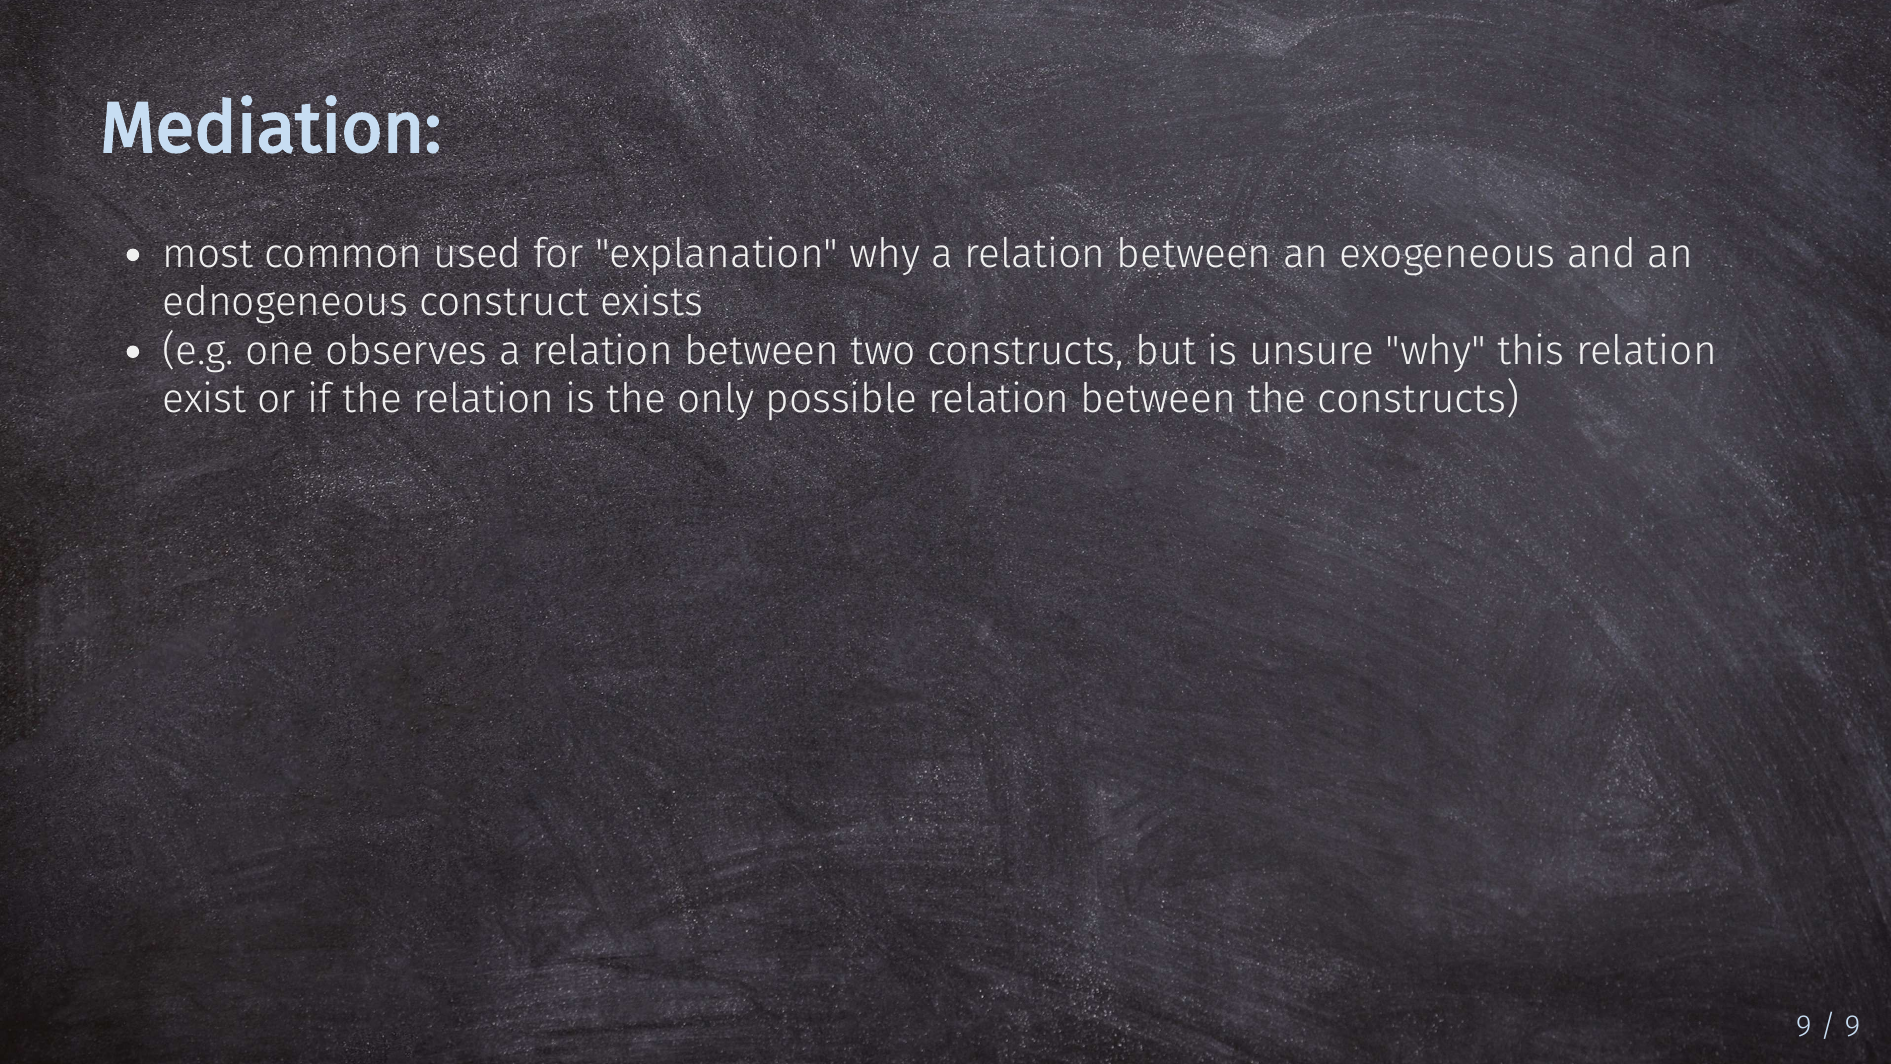 Mediation:
• most common used for "explanation" why a relation between an exogeneous and an
ednogeneous construct exists
• (e.g. one observes a relation between two constructs, but is unsure "why" this relation
exist or if the relation is the only possible relation between the constructs)
9 / 9